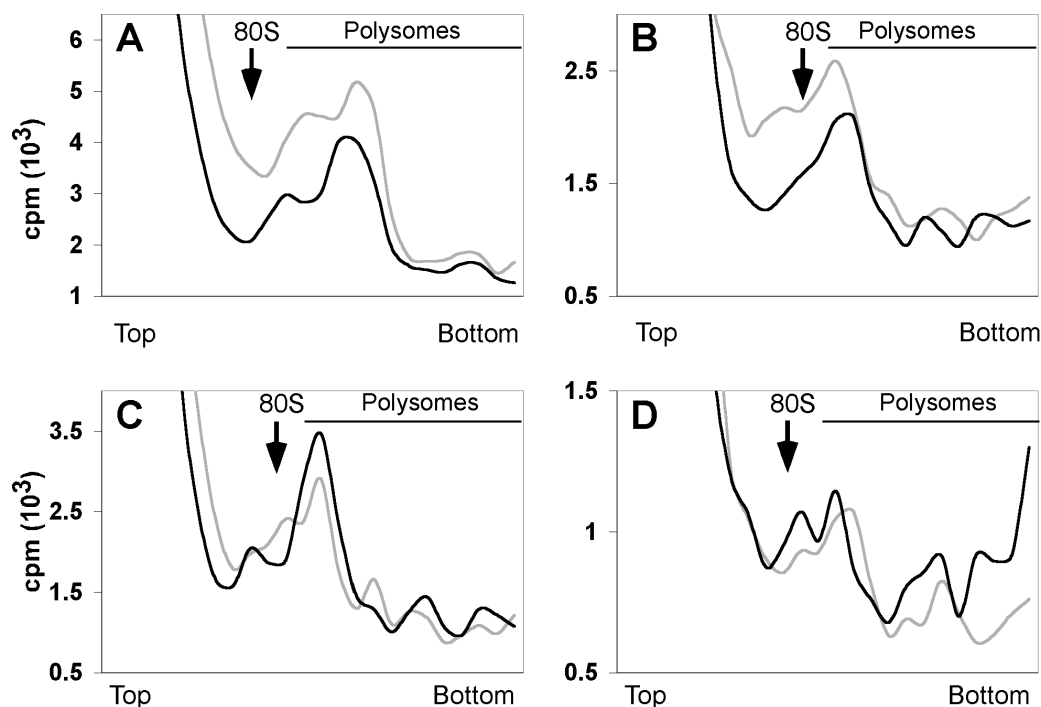 A
80S
Polysomes
cpm (10³)
6
5
4
3
2
1
Top
Bottom
B
80S
Polysomes
2.5
1.5
0.5
Top
Bottom
C
80S
Polysomes
cpm (10³)
3.5
2.5
1.5
0.5
Top
Bottom
D
80S
Polysomes
1.5
1
0.5
Top
Bottom